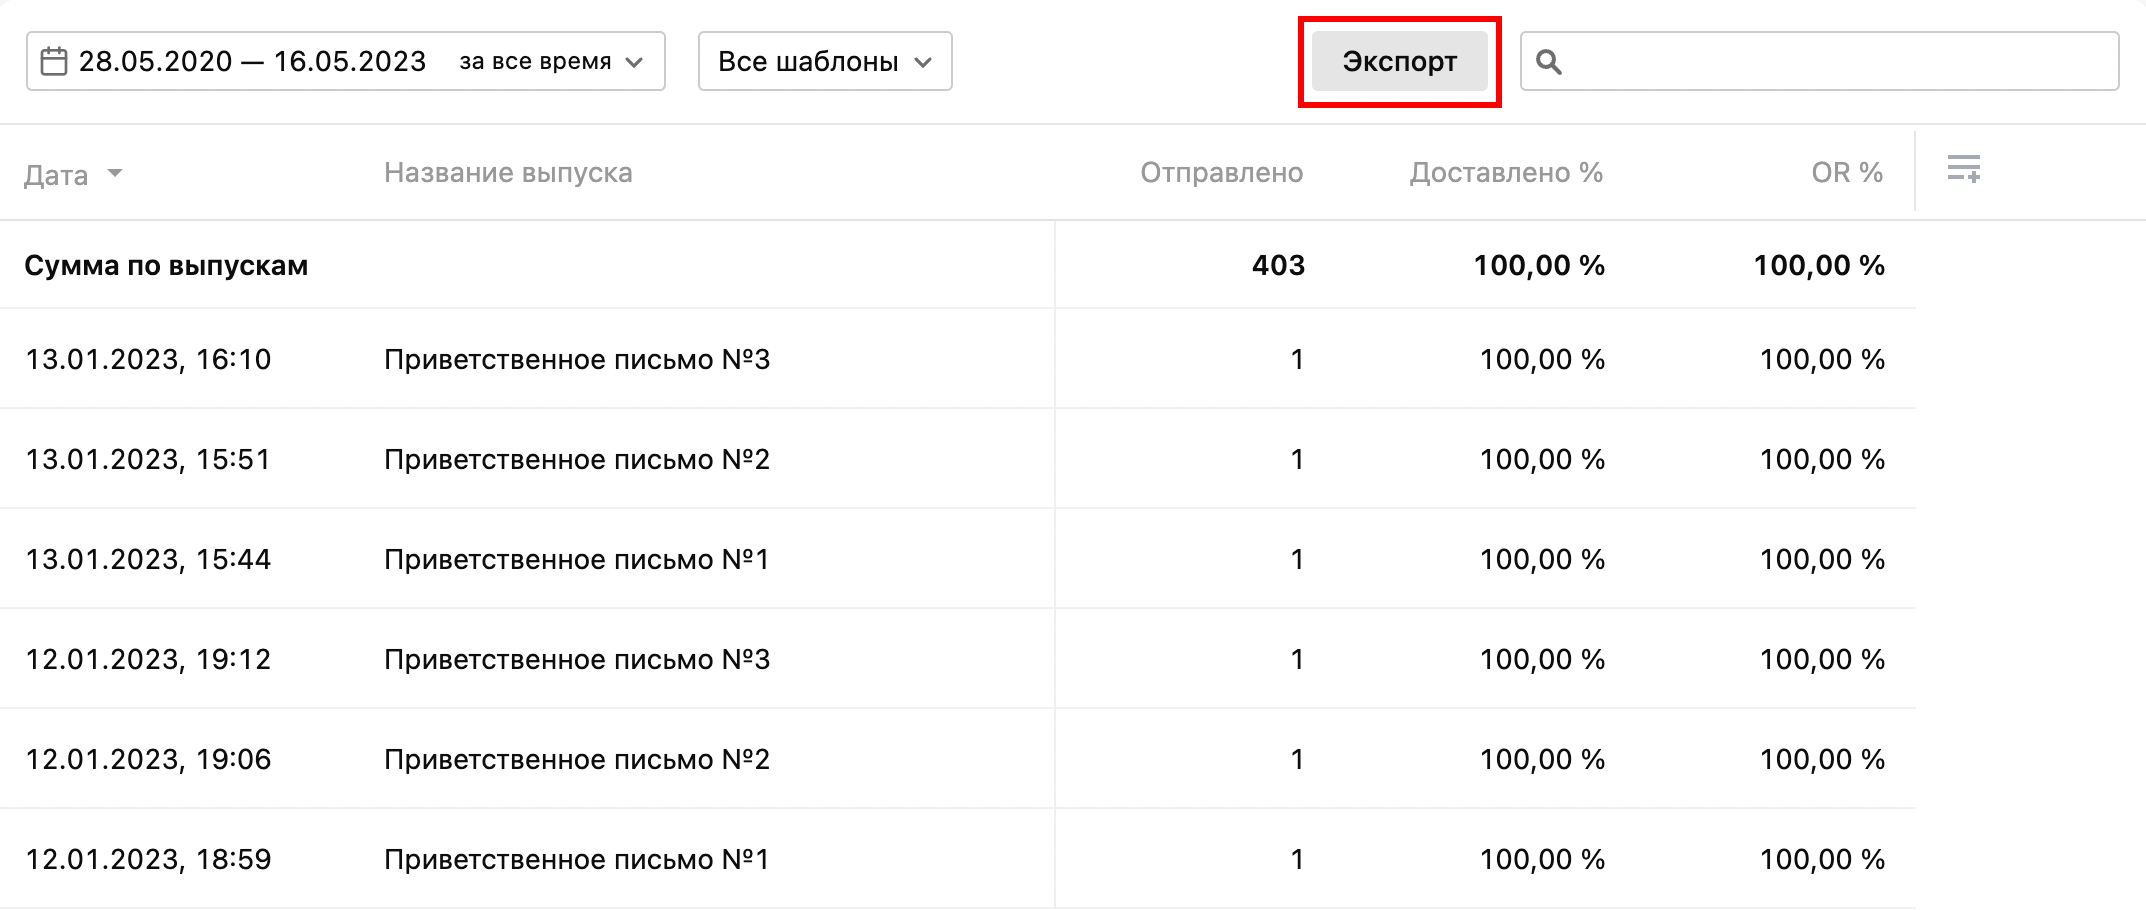 28.05.2020 — 16.05.2023 за все время Все шаблоны Экспорт
Дата Название выпуска Отправлено Доставлено % OR %
Сумма по выпускам 403 100,00 % 100,00 %
13.01.2023, 16:10 Приветственное письмо №3 1 100,00 % 100,00 %
13.01.2023, 15:51 Приветственное письмо №2 1 100,00 % 100,00 %
13.01.2023, 15:44 Приветственное письмо №1 1 100,00 % 100,00 %
12.01.2023, 19:12 Приветственное письмо №3 1 100,00 % 100,00 %
12.01.2023, 19:06 Приветственное письмо №2 1 100,00 % 100,00 %
12.01.2023, 18:59 Приветственное письмо №1 1 100,00 % 100,00 %